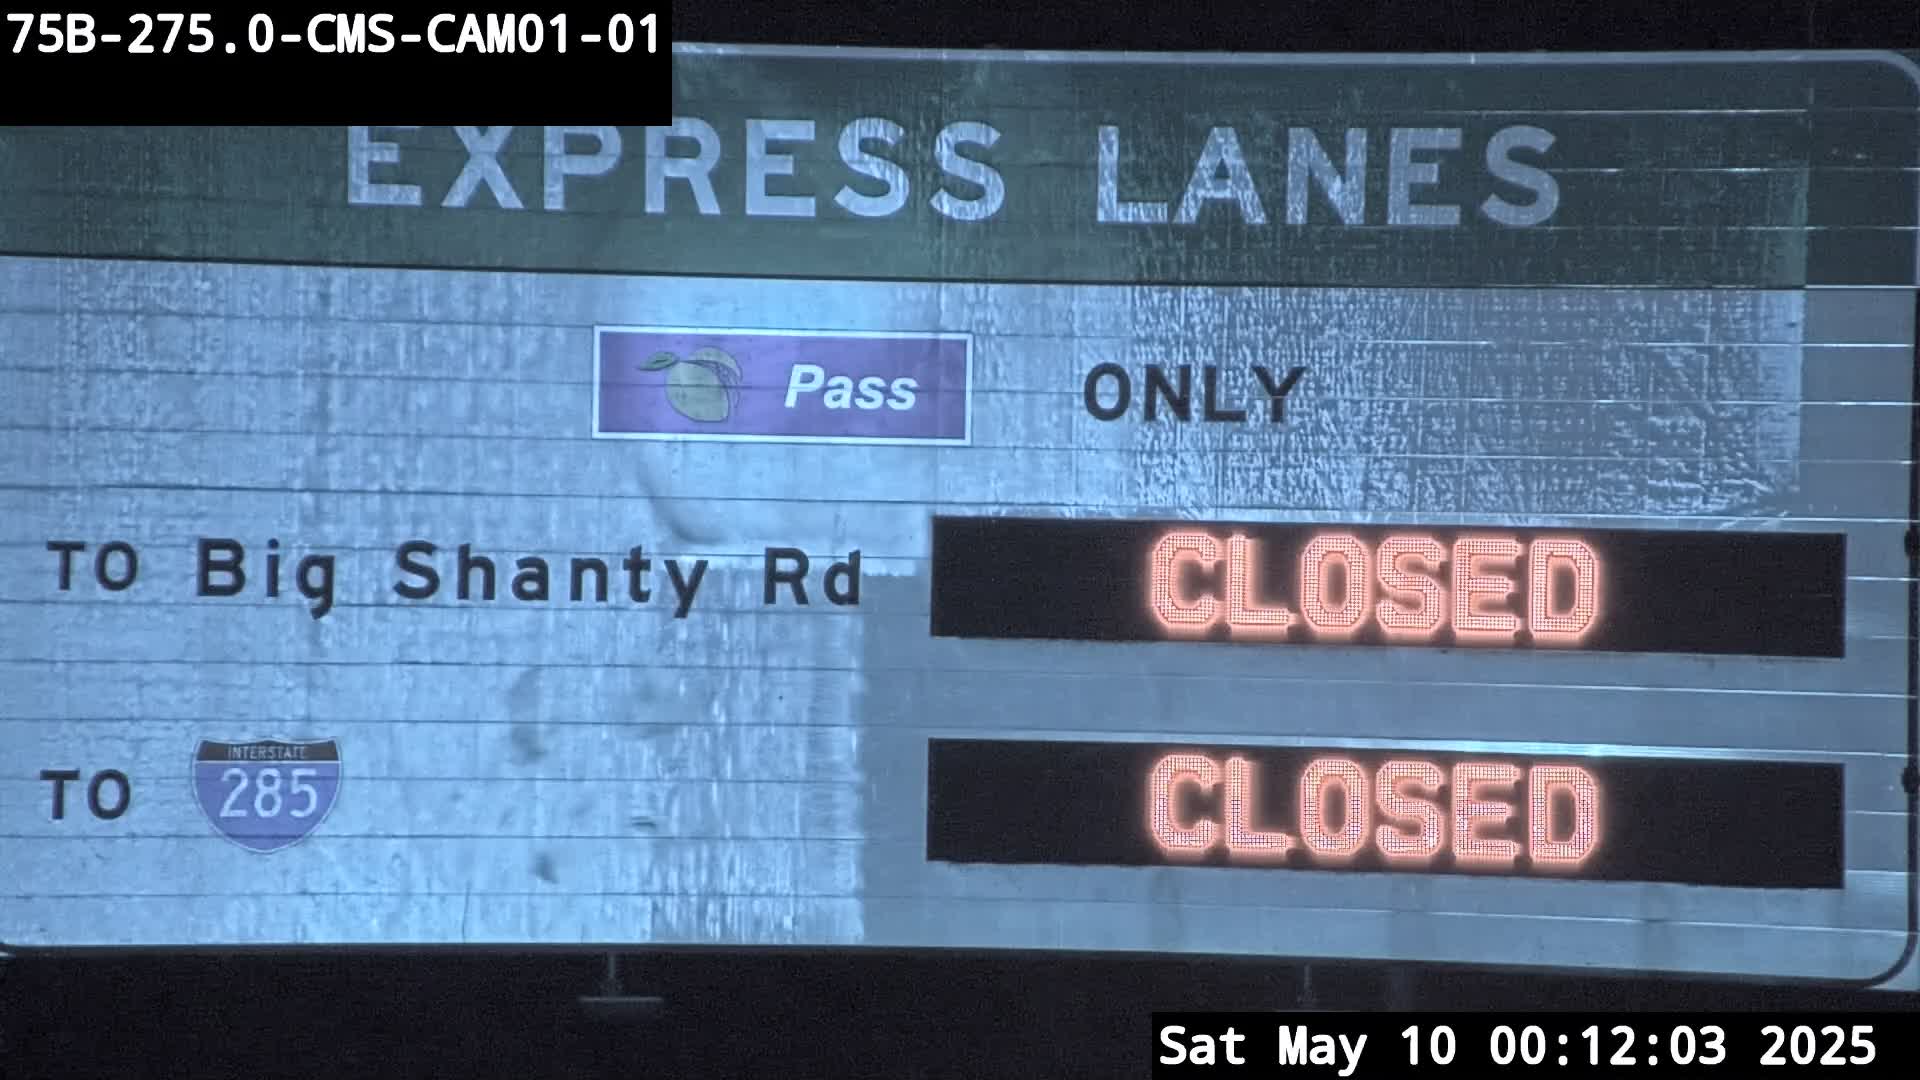 75B-275.0-CMS-CAM01-01
EXPRESS LANES
Pass ONLY
TO Big Shanty Rd CLOSED
TO INTERSTATE 285 CLOSED
Sat May 10 00:12:03 2025